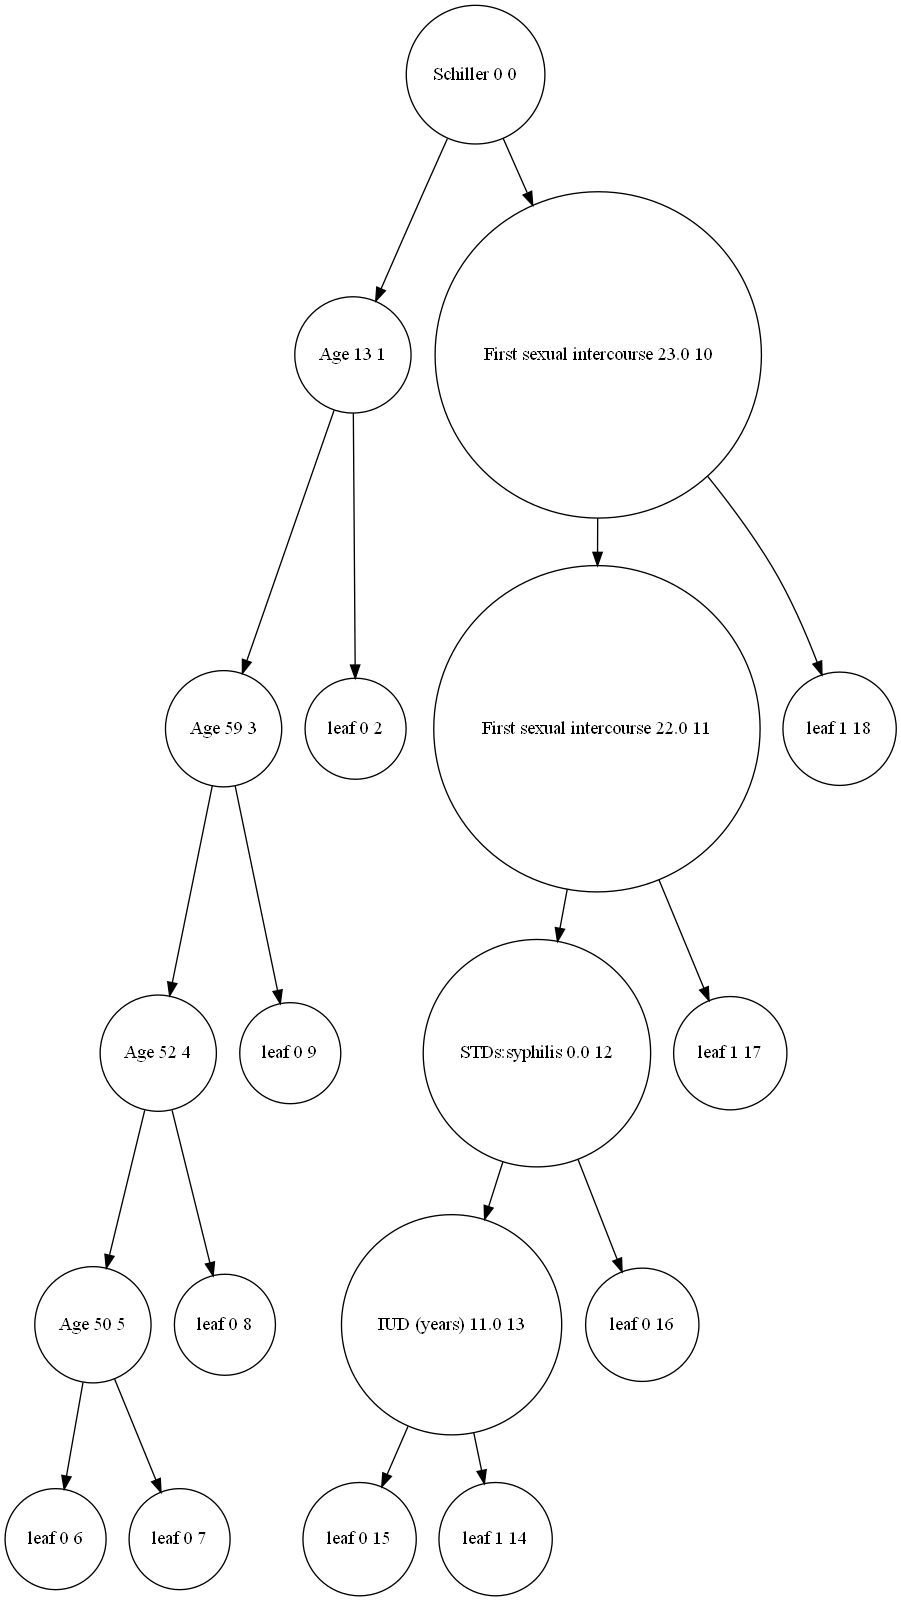 Schiller 0 0
Age 13 1
First sexual intercourse 23.0 10
Age 59 3
leaf 0 2
First sexual intercourse 22.0 11
leaf 1 18
Age 52 4
leaf 0 9
STDs:syphilis 0.0 12
leaf 1 17
Age 50 5
leaf 0 8
IUD (years) 11.0 13
leaf 0 16
leaf 0 6
leaf 0 7
leaf 0 15
leaf 1 14